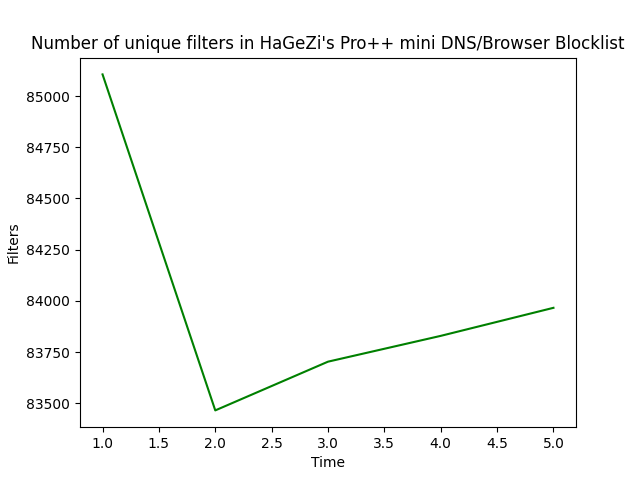 Number of unique filters in HaGeZi's Pro++ mini DNS/Browser Blocklist
85000
84750
84500
84250
84000
83750
83500
Filters
1.0 1.5 2.0 2.5 3.0 3.5 4.0 4.5 5.0
Time